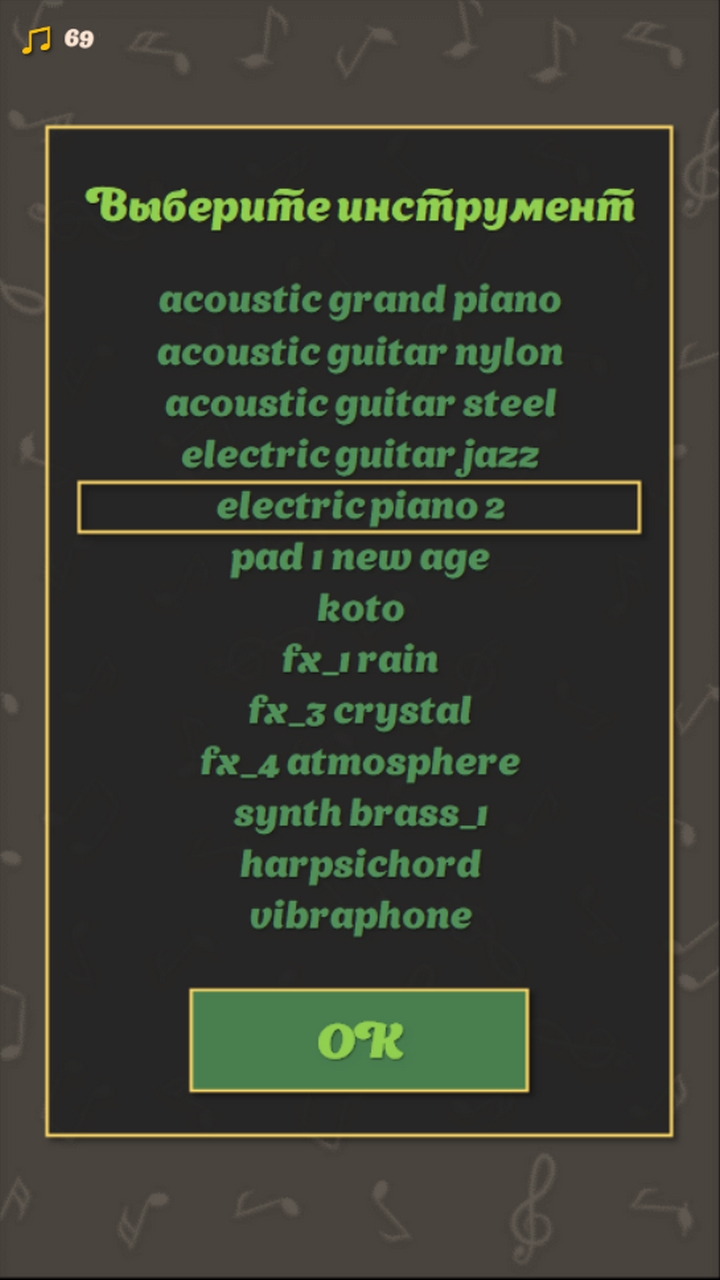 69
Выберите инструмент
acoustic grand piano
acoustic guitar nylon
acoustic guitar steel
electric guitar jazz
electric piano 2
pad 1 new age
koto
fx_1 rain
fx_3 crystal
fx_4 atmosphere
synth brass_1
harpsichord
vibraphone
OK